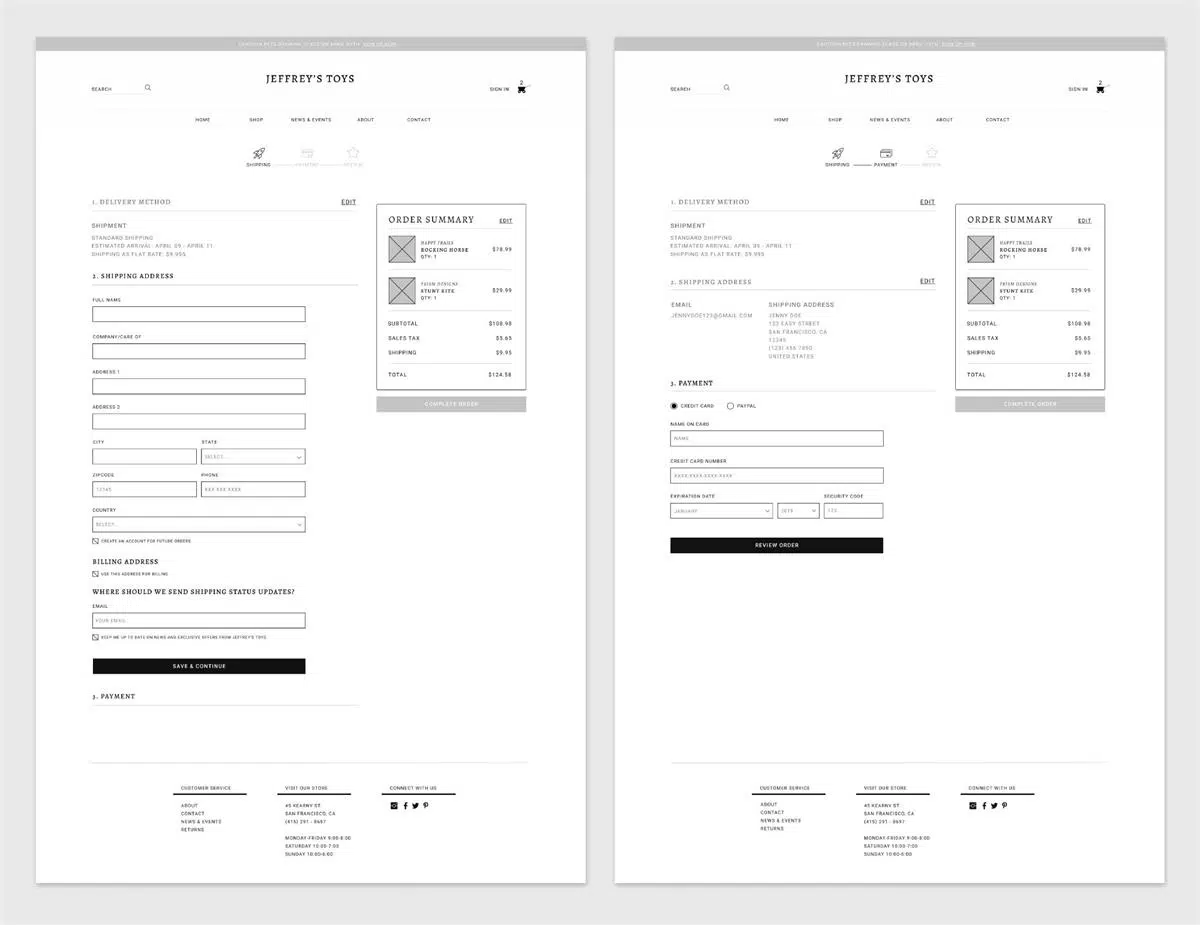 SIGN UP NOW
JEFFREY'S TOYS
SEARCH
SIGN IN
2
HOME SHOP NEWS & EVENTS ABOUT CONTACT
SHIPPING PAYMENT REVIEW
1. DELIVERY METHOD EDIT
SHIPMENT
STANDARD SHIPPING
ESTIMATED ARRIVAL: APRIL 09 - APRIL 11
SHIPPING AS FLAT RATE: $9.995
2. SHIPPING ADDRESS
FULL NAME
COMPANY/CARE OF
ADDRESS 1
ADDRESS 2
CITY STATE
SELECT...
ZIPCODE PHONE
12345 XXX XXX XXXX
COUNTRY
SELECT...
CREATE AN ACCOUNT FOR FUTURE ORDERS
BILLING ADDRESS
USE THIS ADDRESS FOR BILLING
WHERE SHOULD WE SEND SHIPPING STATUS UPDATES?
EMAIL
YOUR EMAIL
KEEP ME UP TO DATE ON NEWS AND EXCLUSIVE OFFERS FROM JEFFREY'S TOYS
SAVE & CONTINUE
3. PAYMENT
ORDER SUMMARY EDIT
HAPPY TRAILS
ROCKING HORSE $78.99
QTY: 1
PRISM DESIGNS
STUNT KITE $29.99
QTY: 1
SUBTOTAL $108.98
SALES TAX $5.65
SHIPPING $9.95
TOTAL $124.58
COMPLETE ORDER
CUSTOMER SERVICE
ABOUT
CONTACT
NEWS & EVENTS
RETURNS
VISIT OUR STORE
45 KEARNY ST.
SAN FRANCISCO, CA
(415) 291 - 8697
MONDAY-FRIDAY 9:00-8:00
SATURDAY 10:00-7:00
SUNDAY 10:00-6:00
CONNECT WITH US
SIGN UP NOW
JEFFREY'S TOYS
SEARCH
SIGN IN
2
HOME SHOP NEWS & EVENTS ABOUT CONTACT
SHIPPING PAYMENT REVIEW
1. DELIVERY METHOD EDIT
SHIPMENT
STANDARD SHIPPING
ESTIMATED ARRIVAL: APRIL 09 - APRIL 11
SHIPPING AS FLAT RATE: $9.995
2. SHIPPING ADDRESS EDIT
EMAIL
JENNYDOE123@GMAIL.COM
SHIPPING ADDRESS
JENNY DOE
123 EASY STREET
SAN FRANCISCO, CA
12345
(123) 456 7890
UNITED STATES
3. PAYMENT
CREDIT CARD PAYPAL
NAME ON CARD
NAME
CREDIT CARD NUMBER
XXXX-XXXX-XXXX-XXXX
EXPIRATION DATE SECURITY CODE
JANUARY 2019 123
REVIEW ORDER
ORDER SUMMARY EDIT
HAPPY TRAILS
ROCKING HORSE $78.99
QTY: 1
PRISM DESIGNS
STUNT KITE $29.99
QTY: 1
SUBTOTAL $108.98
SALES TAX $5.65
SHIPPING $9.95
TOTAL $124.58
COMPLETE ORDER
CUSTOMER SERVICE
ABOUT
CONTACT
NEWS & EVENTS
RETURNS
VISIT OUR STORE
45 KEARNY ST.
SAN FRANCISCO, CA
(415) 291 - 8697
MONDAY-FRIDAY 9:00-8:00
SATURDAY 10:00-7:00
SUNDAY 10:00-6:00
CONNECT WITH US